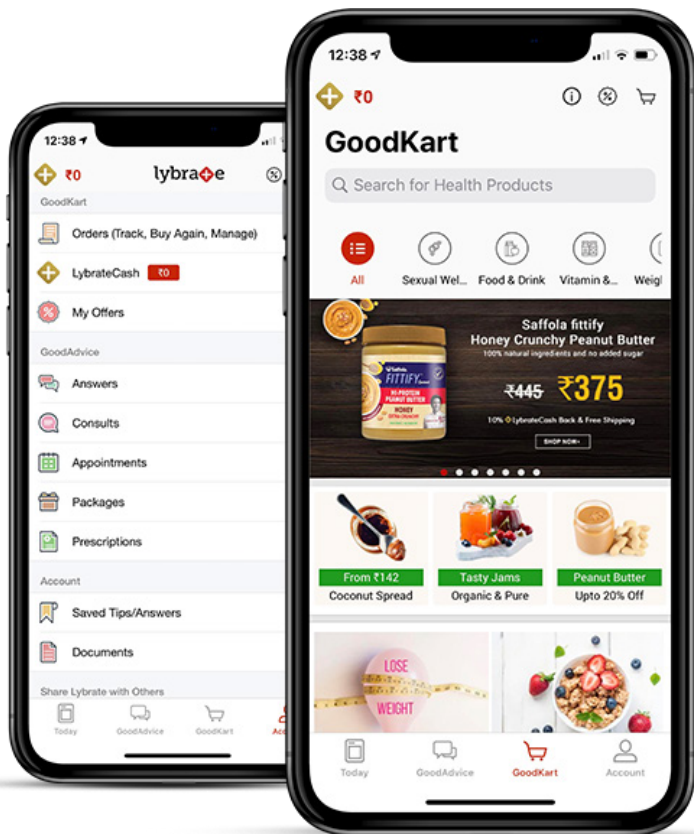 12:38
₹0
lybrate
GoodKart
Orders (Track, Buy Again, Manage)
LybrateCash ₹0
My Offers
GoodAdvice
Answers
Consults
Appointments
Packages
Prescriptions
Account
Saved Tips/Answers
Documents
Share Lybrate with Others
Today
GoodAdvice
GoodKart
12:38
₹0
GoodKart
Search for Health Products
All
Sexual Wel...
Food & Drink
Vitamin &...
Weigl
Saffola fittify
Honey Crunchy Peanut Butter
100% natural ingredients and no added sugar
₹445 ₹375
10% LybrateCash Back & Free Shipping
SHOP NOW
Saffola
FITTIFY
HI-PROTEIN
PEANUT BUTTER
HONEY
EXTRA CRUNCHY
From ₹142
Coconut Spread
Tasty Jams
Organic & Pure
Peanut Butter
Upto 20% Off
LOSE
WEIGHT
Today
GoodAdvice
GoodKart
Account